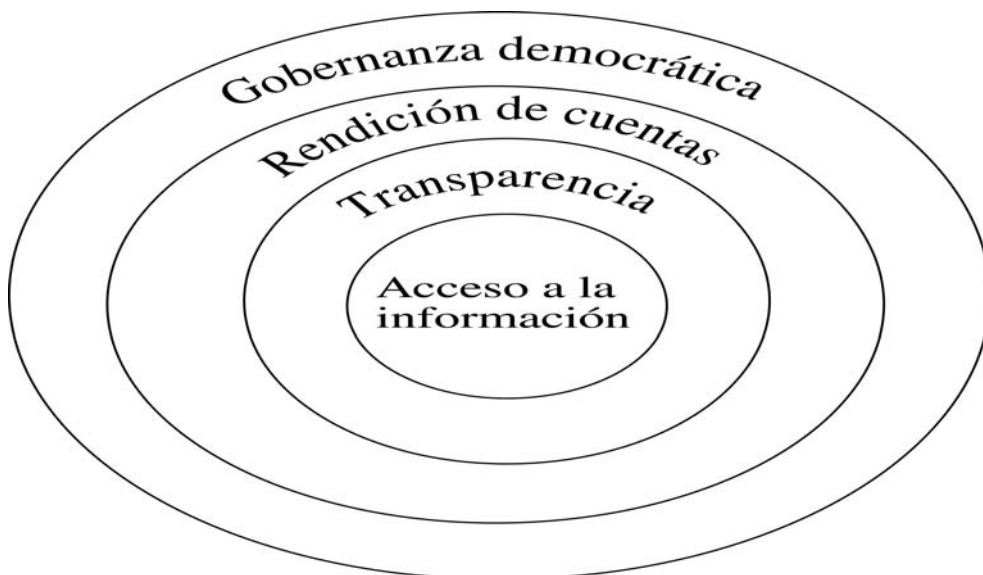 Gobernanza democrática
Rendición de cuentas
Transparencia
Acceso a la
información